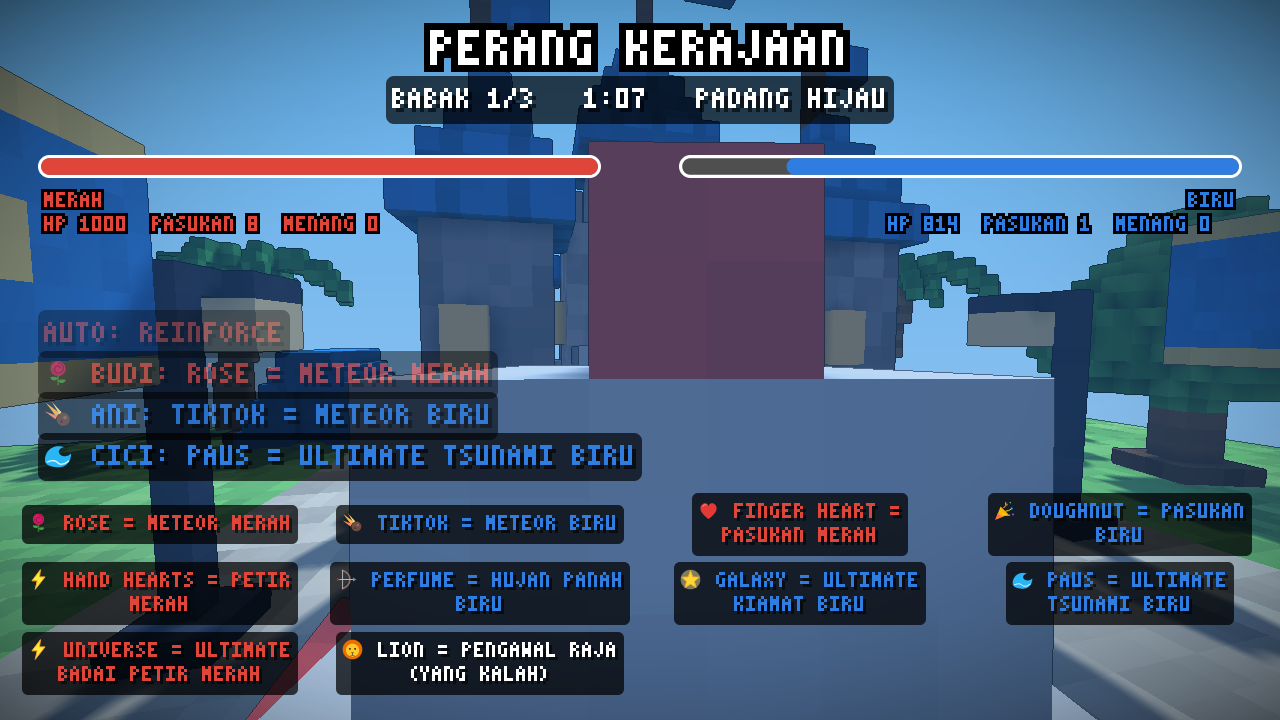 PERANG KERAJAAN
BABAK 1/3 1:07 PADANG HIJAU
MERAH
HP 1000 PASUKAN 8 MENANG 0
BIRU
HP 814 PASUKAN 1 MENANG 0
AUTO: REINFORCE
BUDI: ROSE = METEOR MERAH
ANI: TIKTOK = METEOR BIRU
CICI: PAUS = ULTIMATE TSUNAMI BIRU
ROSE = METEOR MERAH
TIKTOK = METEOR BIRU
FINGER HEART =
PASUKAN MERAH
DOUGHNUT = PASUKAN
BIRU
HAND HEARTS = PETIR
MERAH
PERFUME = HUJAN PANAH
BIRU
GALAXY = ULTIMATE
KIAMAT BIRU
PAUS = ULTIMATE
TSUNAMI BIRU
UNIVERSE = ULTIMATE
BADAI PETIR MERAH
LION = PENGAWAL RAJA
(YANG KALAH)